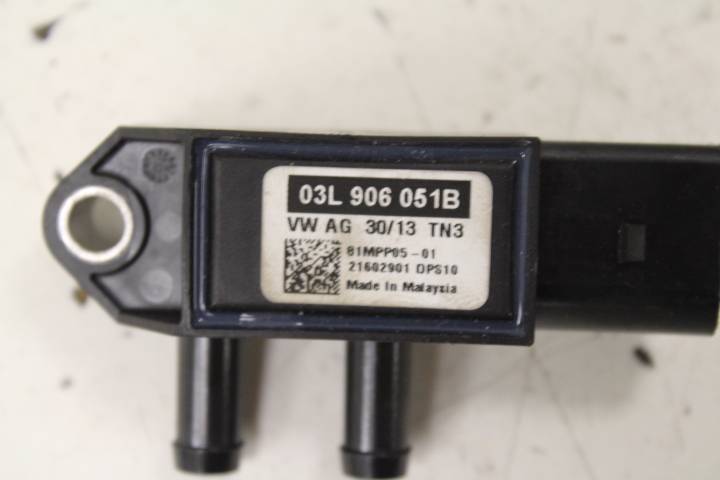 03L 906 051B
VW AG 30/13 TN3
81MPP05-01
21602901 DPS10
Made In Malaysia